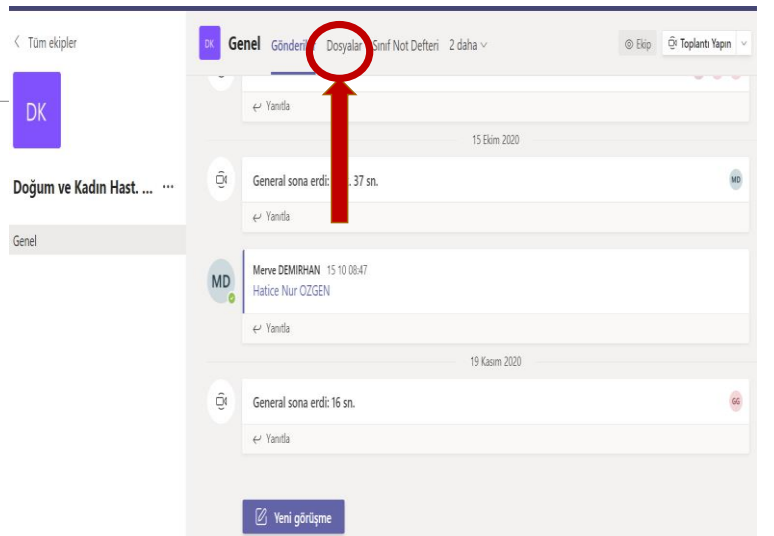 < Tüm ekipler
DK
Doğum ve Kadın Hast. ... ...
Genel
DK Genel Gönderiler Dosyalar Sınıf Not Defteri 2 daha
Ekip
Toplantı Yapın
Yanıtla
15 Ekim 2020
General sona erdi: 37 sn.
MD
Yanıtla
MD
Merve DEMIRHAN 15 10 08:47
Hatice Nur OZGEN
Yanıtla
19 Kasım 2020
General sona erdi: 16 sn.
GG
Yanıtla
Yeni görüşme